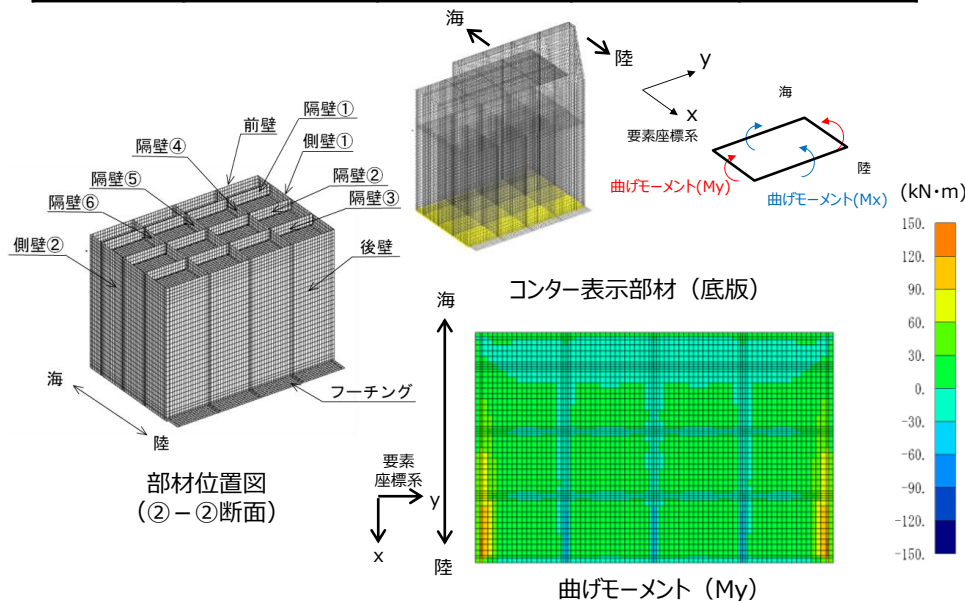 海
陸
y
x
要素座標系
海
陸
曲げモーメント(My)
曲げモーメント(Mx)
(kN・m)
前壁
隔壁①
側壁①
隔壁④
隔壁②
隔壁⑤
隔壁③
隔壁⑥
側壁②
後壁
フーチング
海
陸
部材位置図
(②－②断面)
コンター表示部材（底版）
海
陸
要素
座標系
y
x
曲げモーメント（My）
150.
120.
90.
60.
30.
0.
-30.
-60.
-90.
-120.
-150.